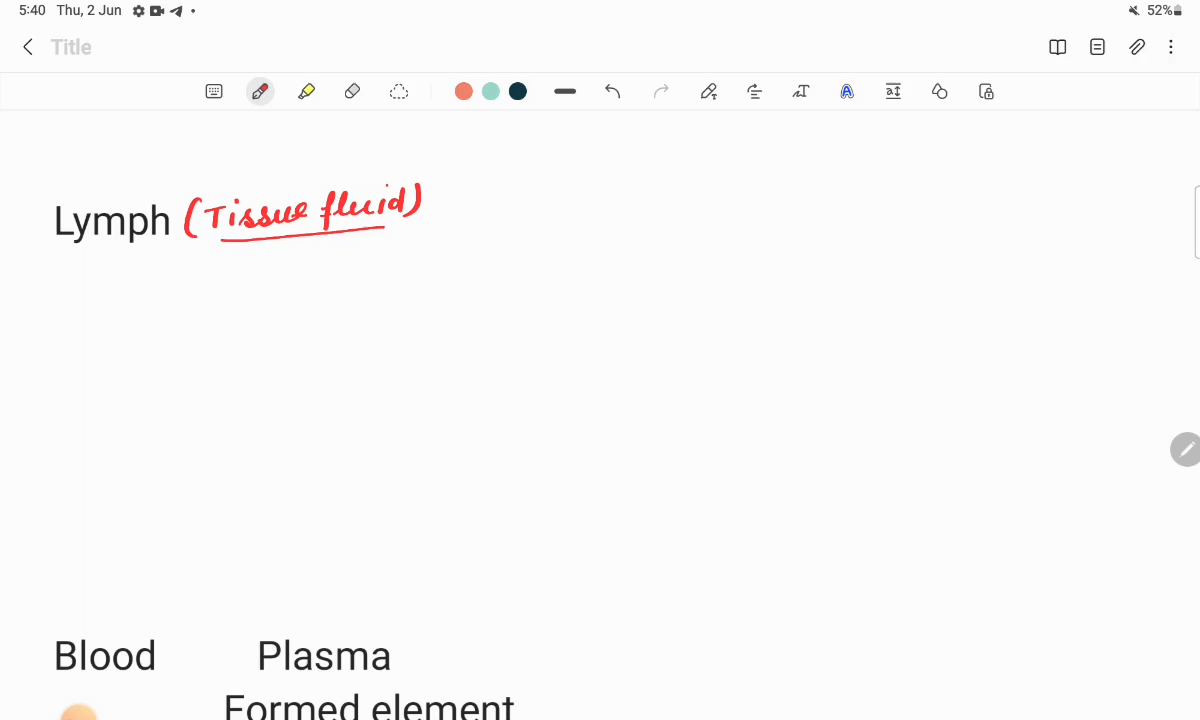 5:40 Thu, 2 Jun 52%
Title
Lymph (Tissue fluid)
Blood Plasma
Formed element